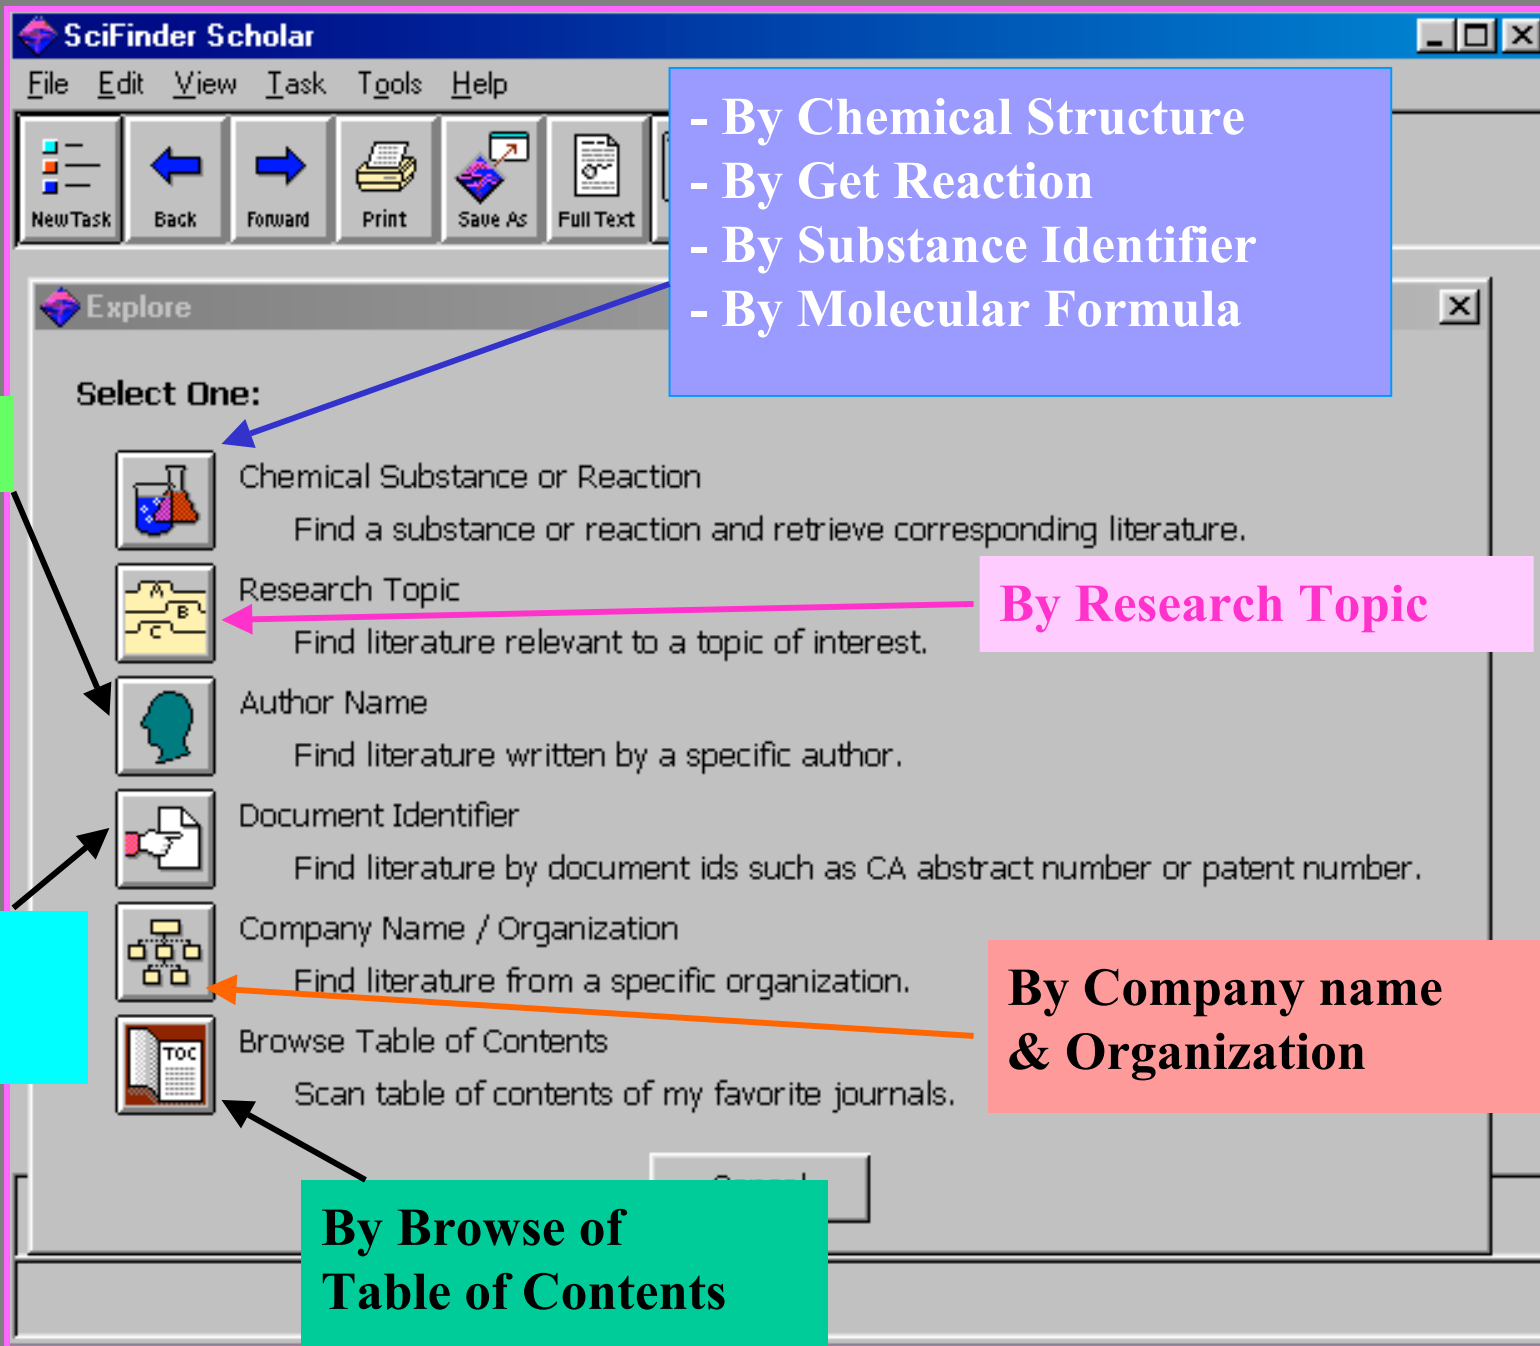 SciFinder Scholar
File Edit View Task Tools Help
- By Chemical Structure
- By Get Reaction
- By Substance Identifier
- By Molecular Formula
New Task Back Forward Print Save As Full Text
Explore
Select One:
Chemical Substance or Reaction
Find a substance or reaction and retrieve corresponding literature.
Research Topic
By Research Topic
Find literature relevant to a topic of interest.
Author Name
Find literature written by a specific author.
Document Identifier
Find literature by document ids such as CA abstract number or patent number.
Company Name / Organization
Find literature from a specific organization.
By Company name
& Organization
TOC
Browse Table of Contents
Scan table of contents of my favorite journals.
By Browse of
Table of Contents
A
B
C